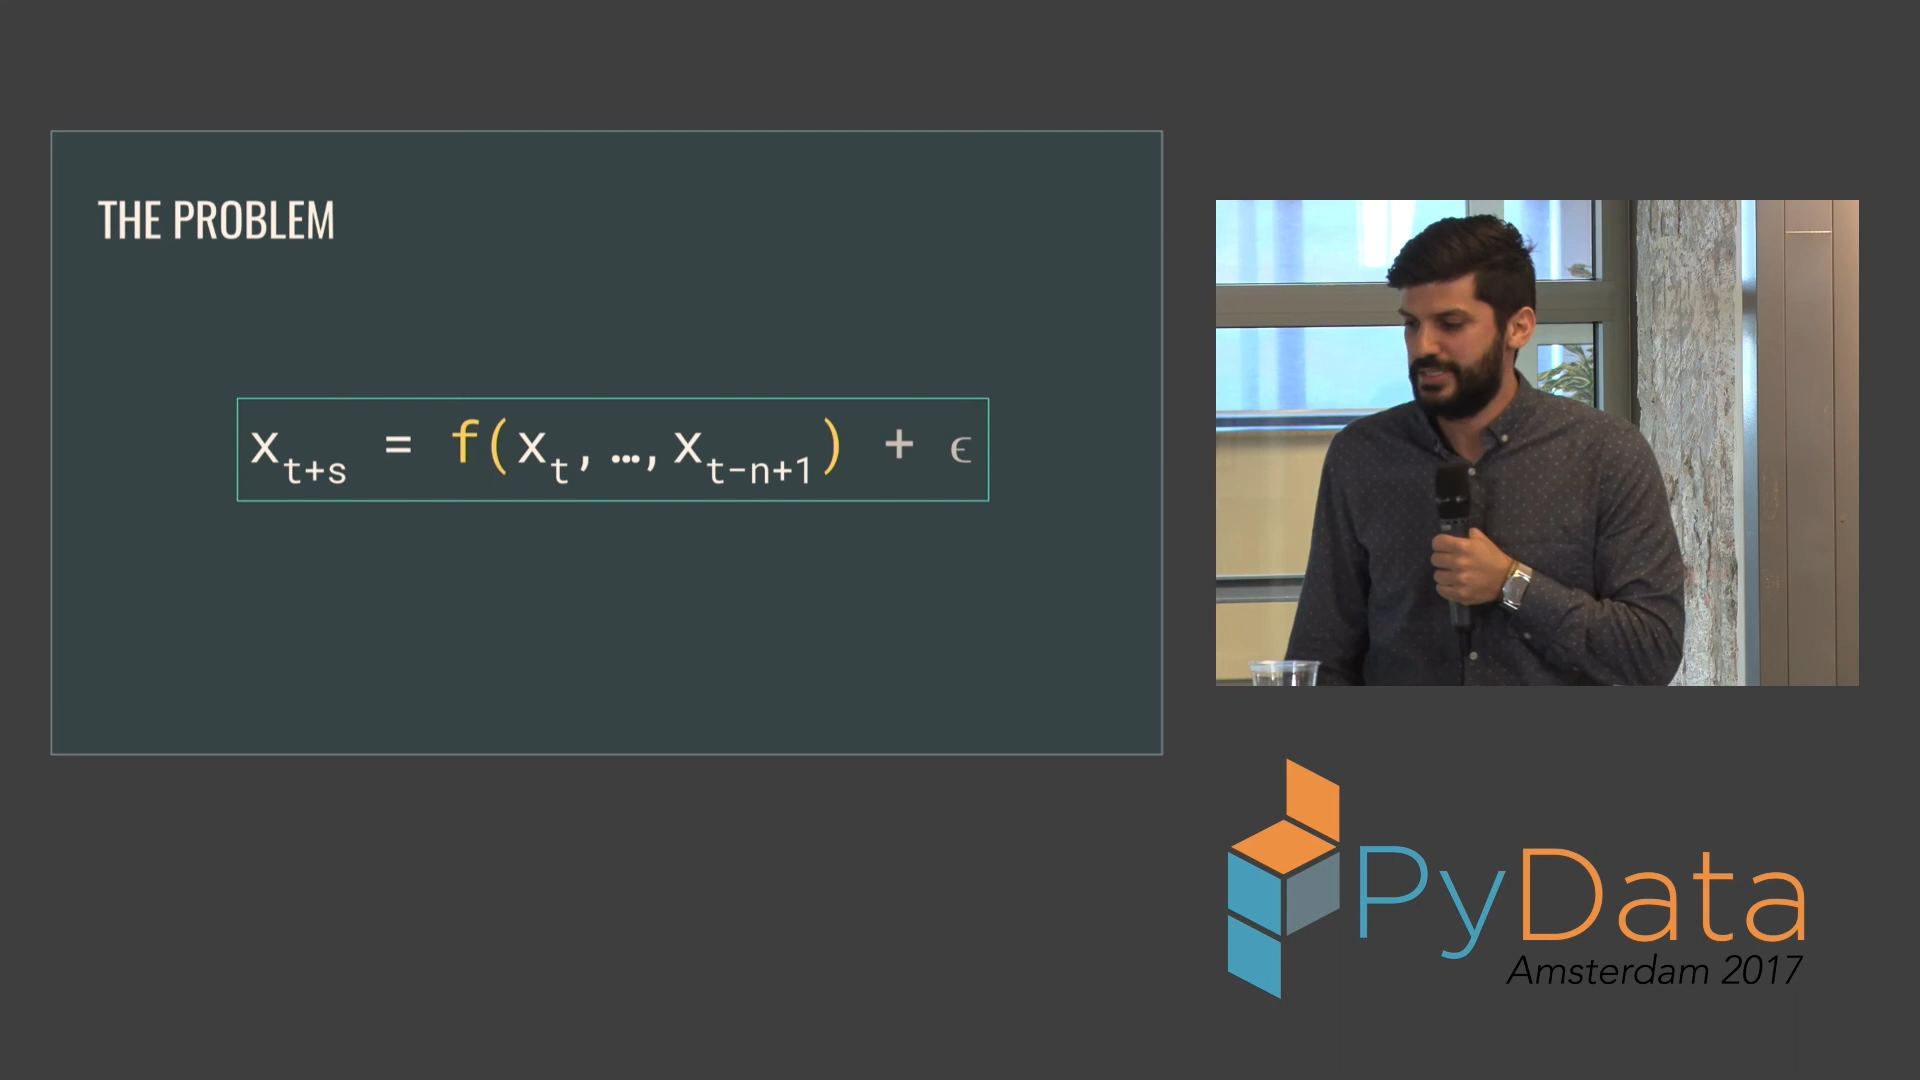 THE PROBLEM
x_{t+s} = f(x_t, …, x_{t-n+1}) + ϵ
PyData
Amsterdam 2017